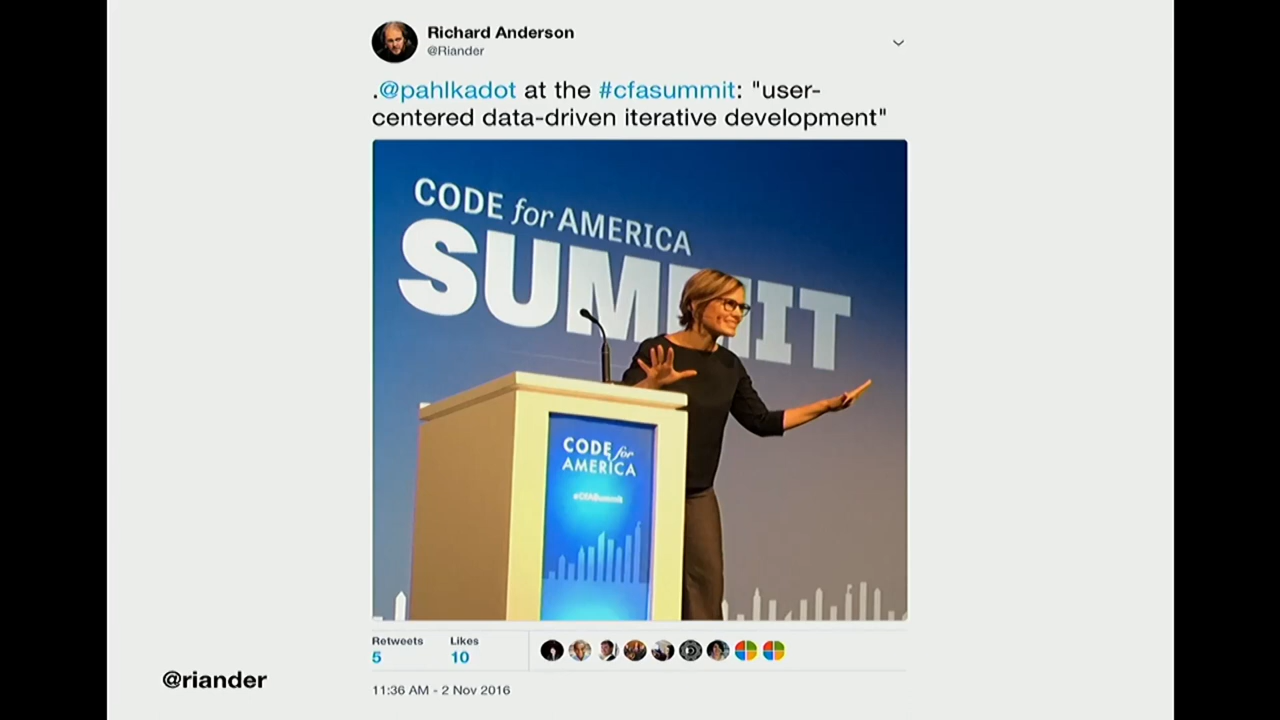 Richard Anderson
@Riander
.@pahlkadot at the #cfasummit: "user-
centered data-driven iterative development"
CODE for AMERICA
SUMMIT
CODE for
AMERICA
#CFASummit
Retweets
Likes
5
10
11:36 AM - 2 Nov 2016
@riander